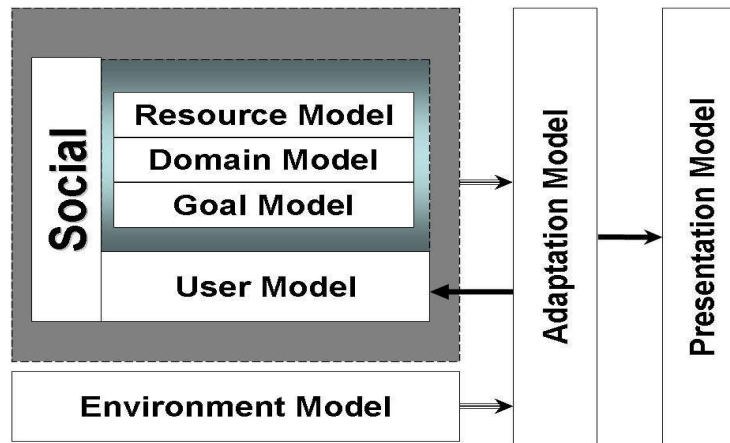 Social
Resource Model
Domain Model
Goal Model
User Model
Environment Model
Adaptation Model
Presentation Model